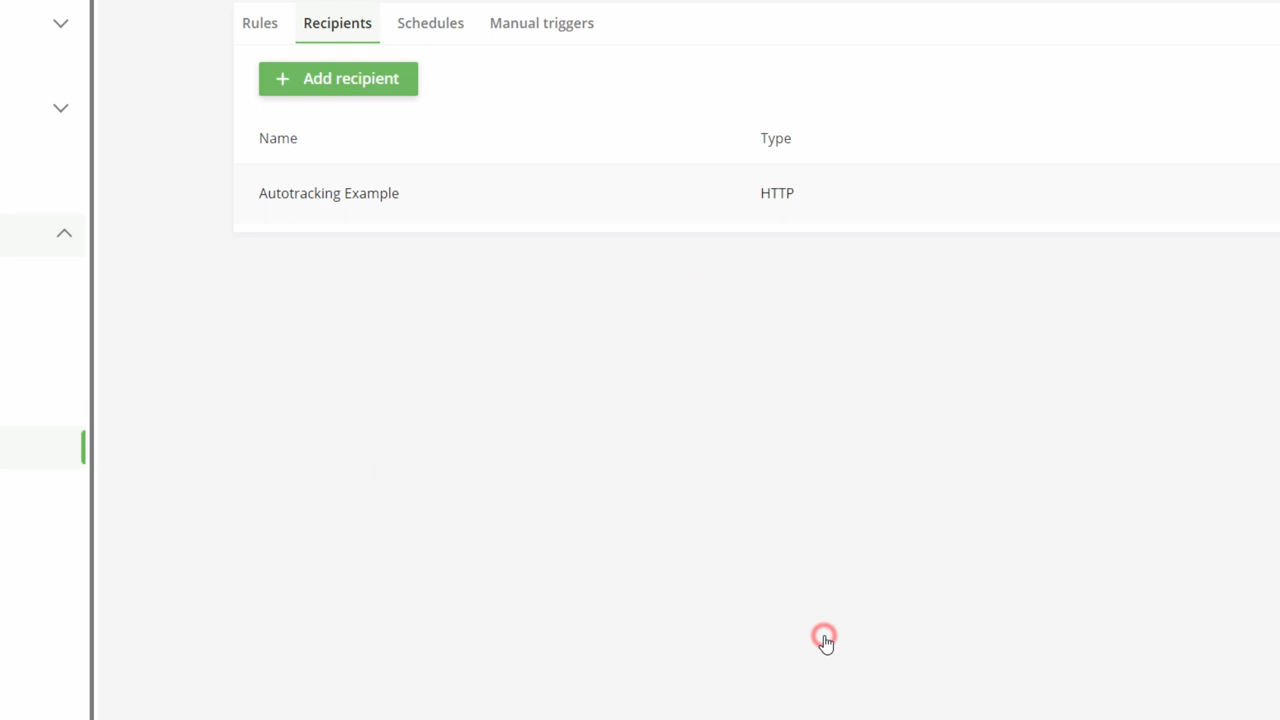 Rules Recipients Schedules Manual triggers
+ Add recipient
Name Type
Autotracking Example HTTP